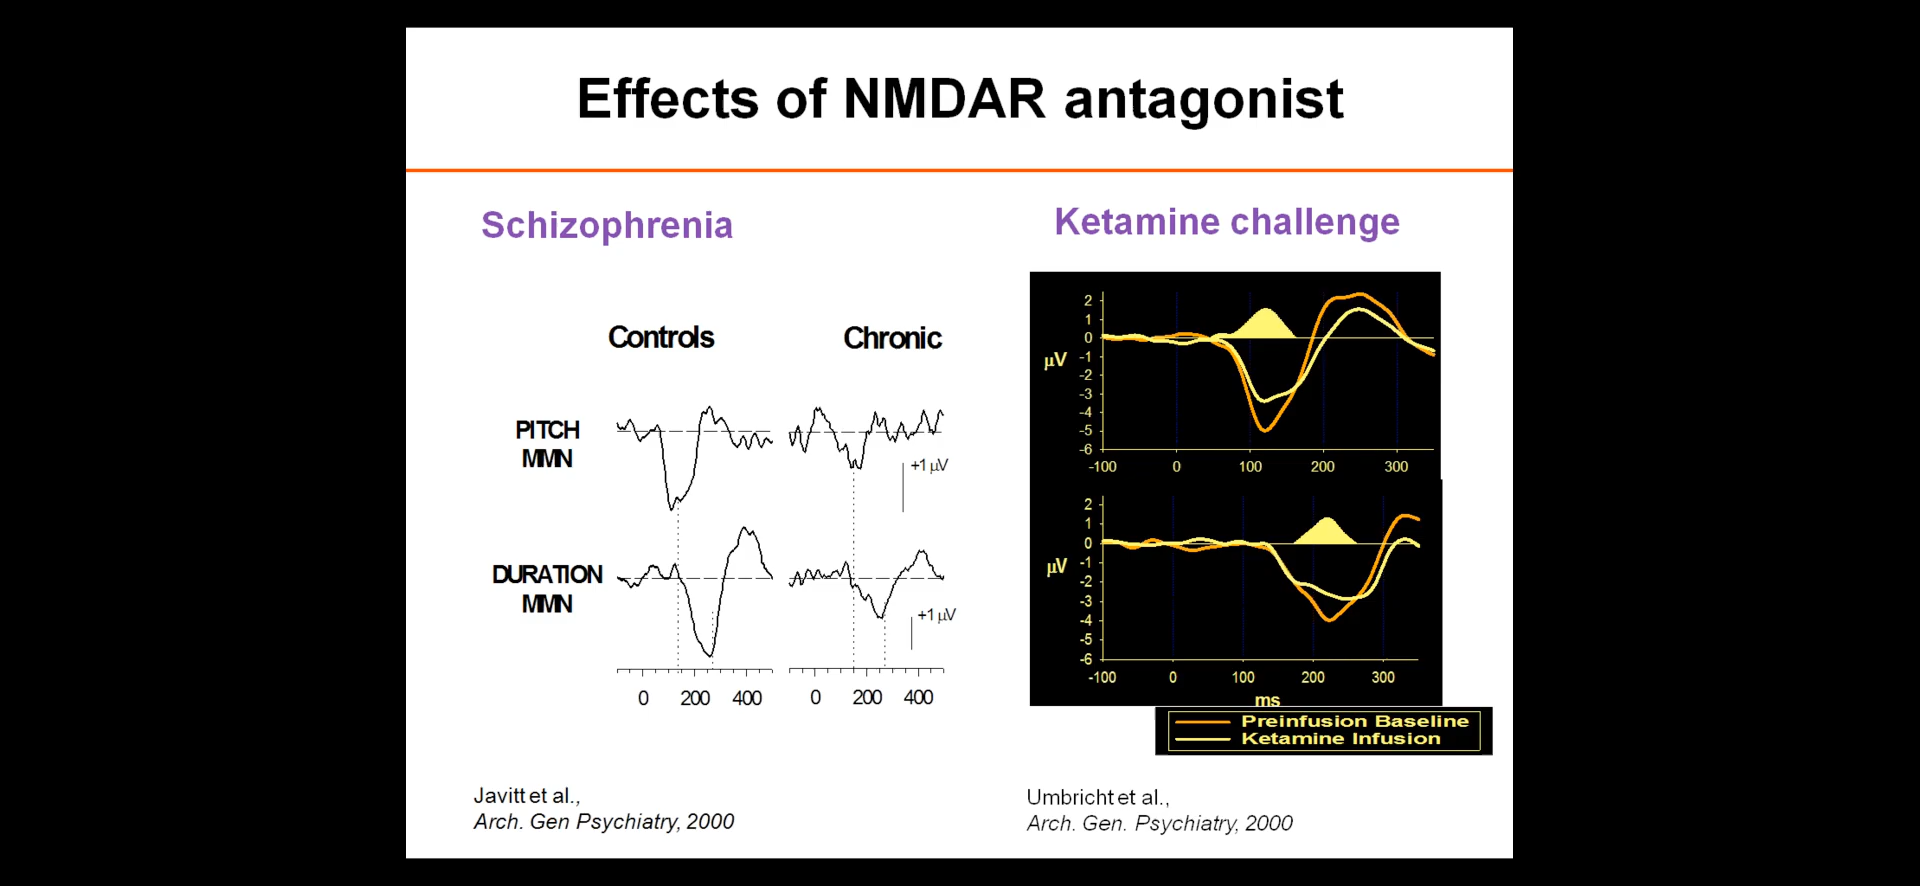 Effects of NMDAR antagonist
Schizophrenia
Controls
Chronic
PITCH
MMN
+1 µV
DURATION
MMN
+1 µV
0 200 400
0 200 400
Javitt et al.,
Arch. Gen Psychiatry, 2000
Ketamine challenge
2
1
0
µV
-1
-2
-3
-4
-5
-6
-100 0 100 200 300
2
1
0
µV
-1
-2
-3
-4
-5
-6
-100 0 100 200 300
ms
Preinfusion Baseline
Ketamine Infusion
Umbricht et al.,
Arch. Gen. Psychiatry, 2000